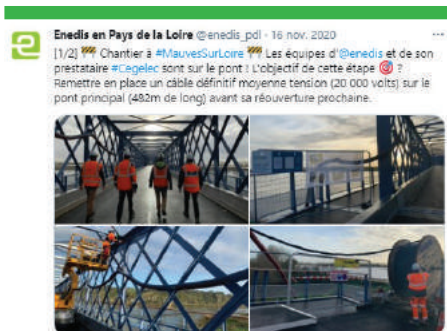 Enedis en Pays de la Loire @enedis_pdl · 16 nov. 2020
[1/2] 🚧 Chantier à #MauvesSurLoire 🚧 Les équipes d'@enedis et de son
prestataire #Cegelec sont sur le pont ! L'objectif de cette étape 🎯 ?
Remettre en place un câble définitif moyenne tension (20 000 volts) sur le
pont principal (482m de long) avant sa réouverture prochaine.